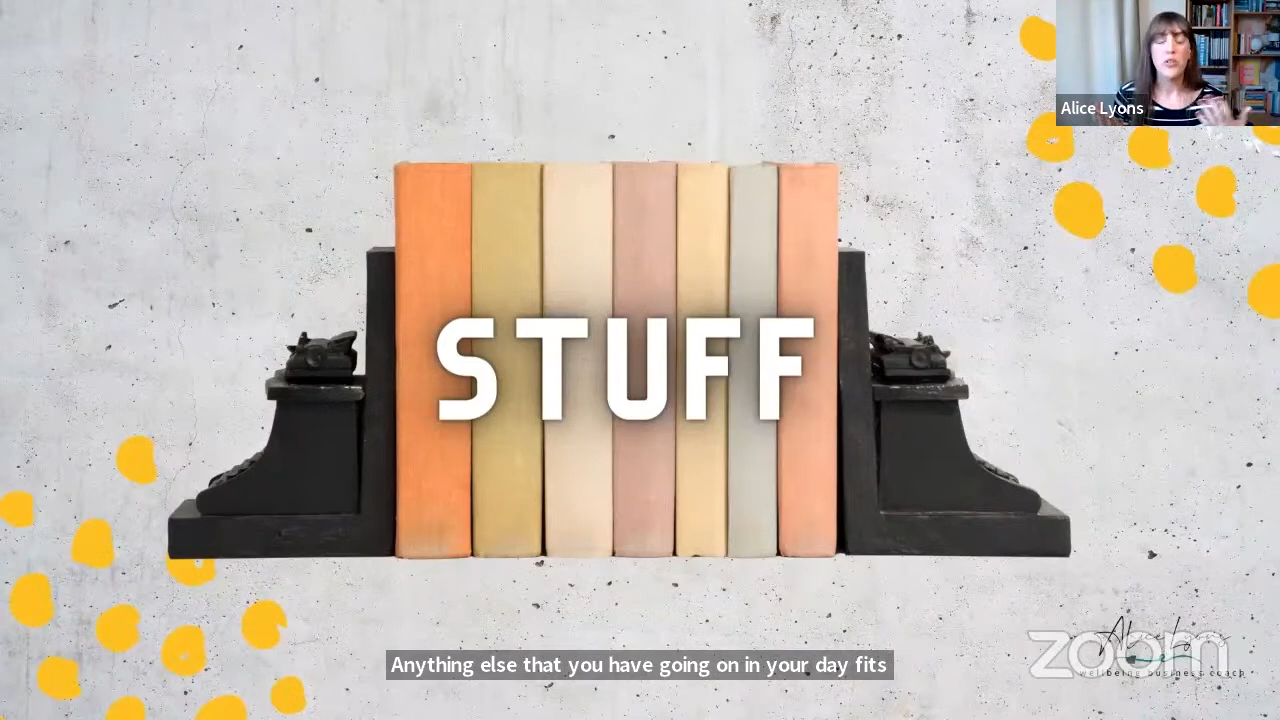 Alice Lyons
STUFF
Anything else that you have going on in your day fits
zoom
wellbeing business coach